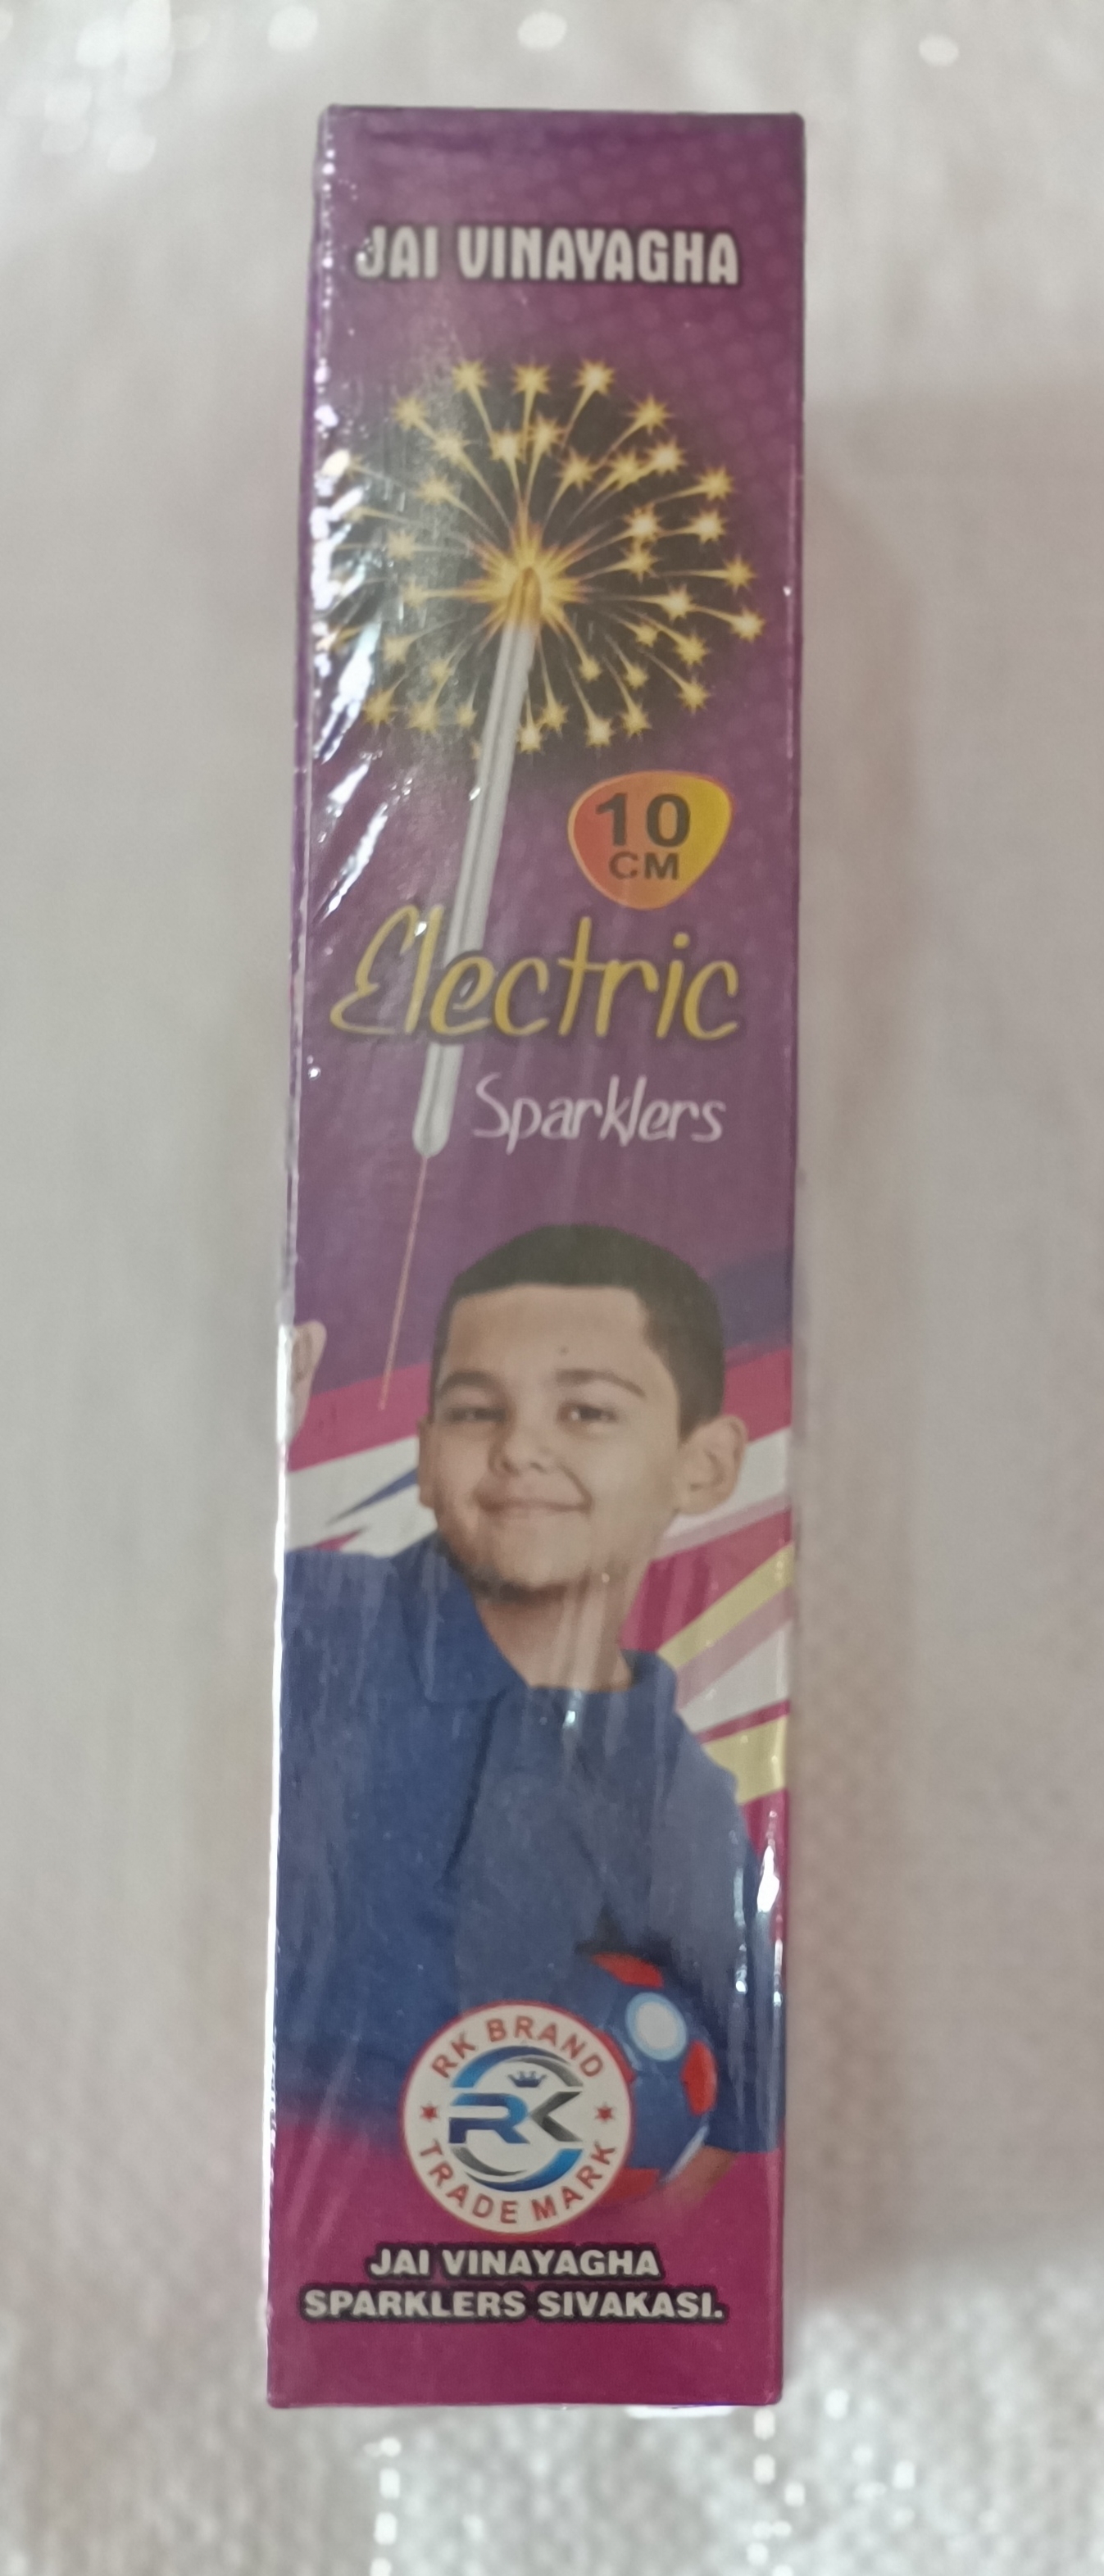 JAI VINAYAGHA
10
CM
Electric
Sparklers
RK BRAND
RK
TRADE MARK
JAI VINAYAGHA
SPARKLERS SIVAKASI.